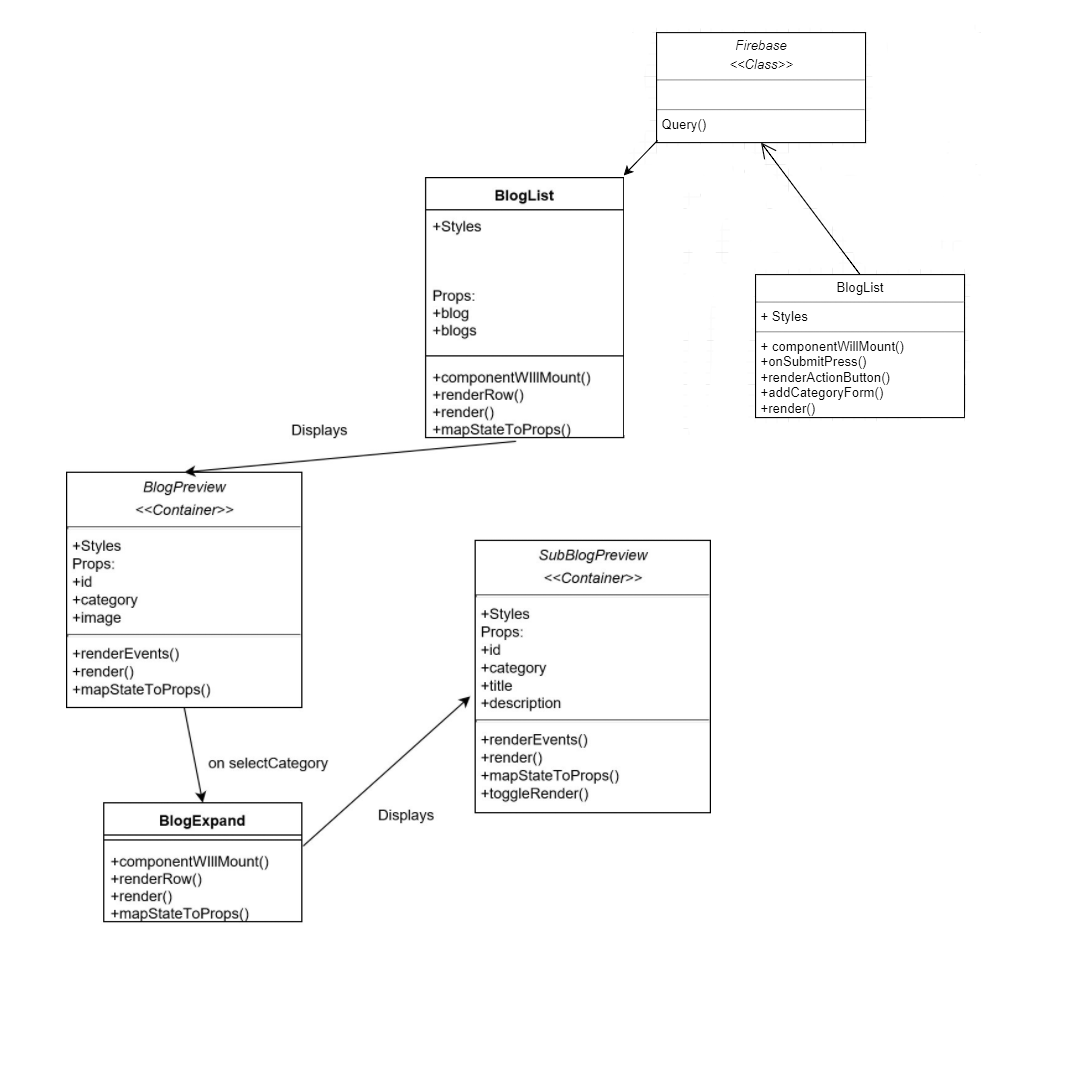 Firebase
<<Class>>
Query()
BlogList
+Styles
Props:
+blog
+blogs
+componentWIllMount()
+renderRow()
+render()
+mapStateToProps()
BlogList
+ Styles
+ componentWillMount()
+onSubmitPress()
+renderActionButton()
+addCategoryForm()
+render()
Displays
BlogPreview
<<Container>>
+Styles
Props:
+id
+category
+image
+renderEvents()
+render()
+mapStateToProps()
SubBlogPreview
<<Container>>
+Styles
Props:
+id
+category
+title
+description
+renderEvents()
+render()
+mapStateToProps()
+toggleRender()
on selectCategory
Displays
BlogExpand
+componentWIllMount()
+renderRow()
+render()
+mapStateToProps()